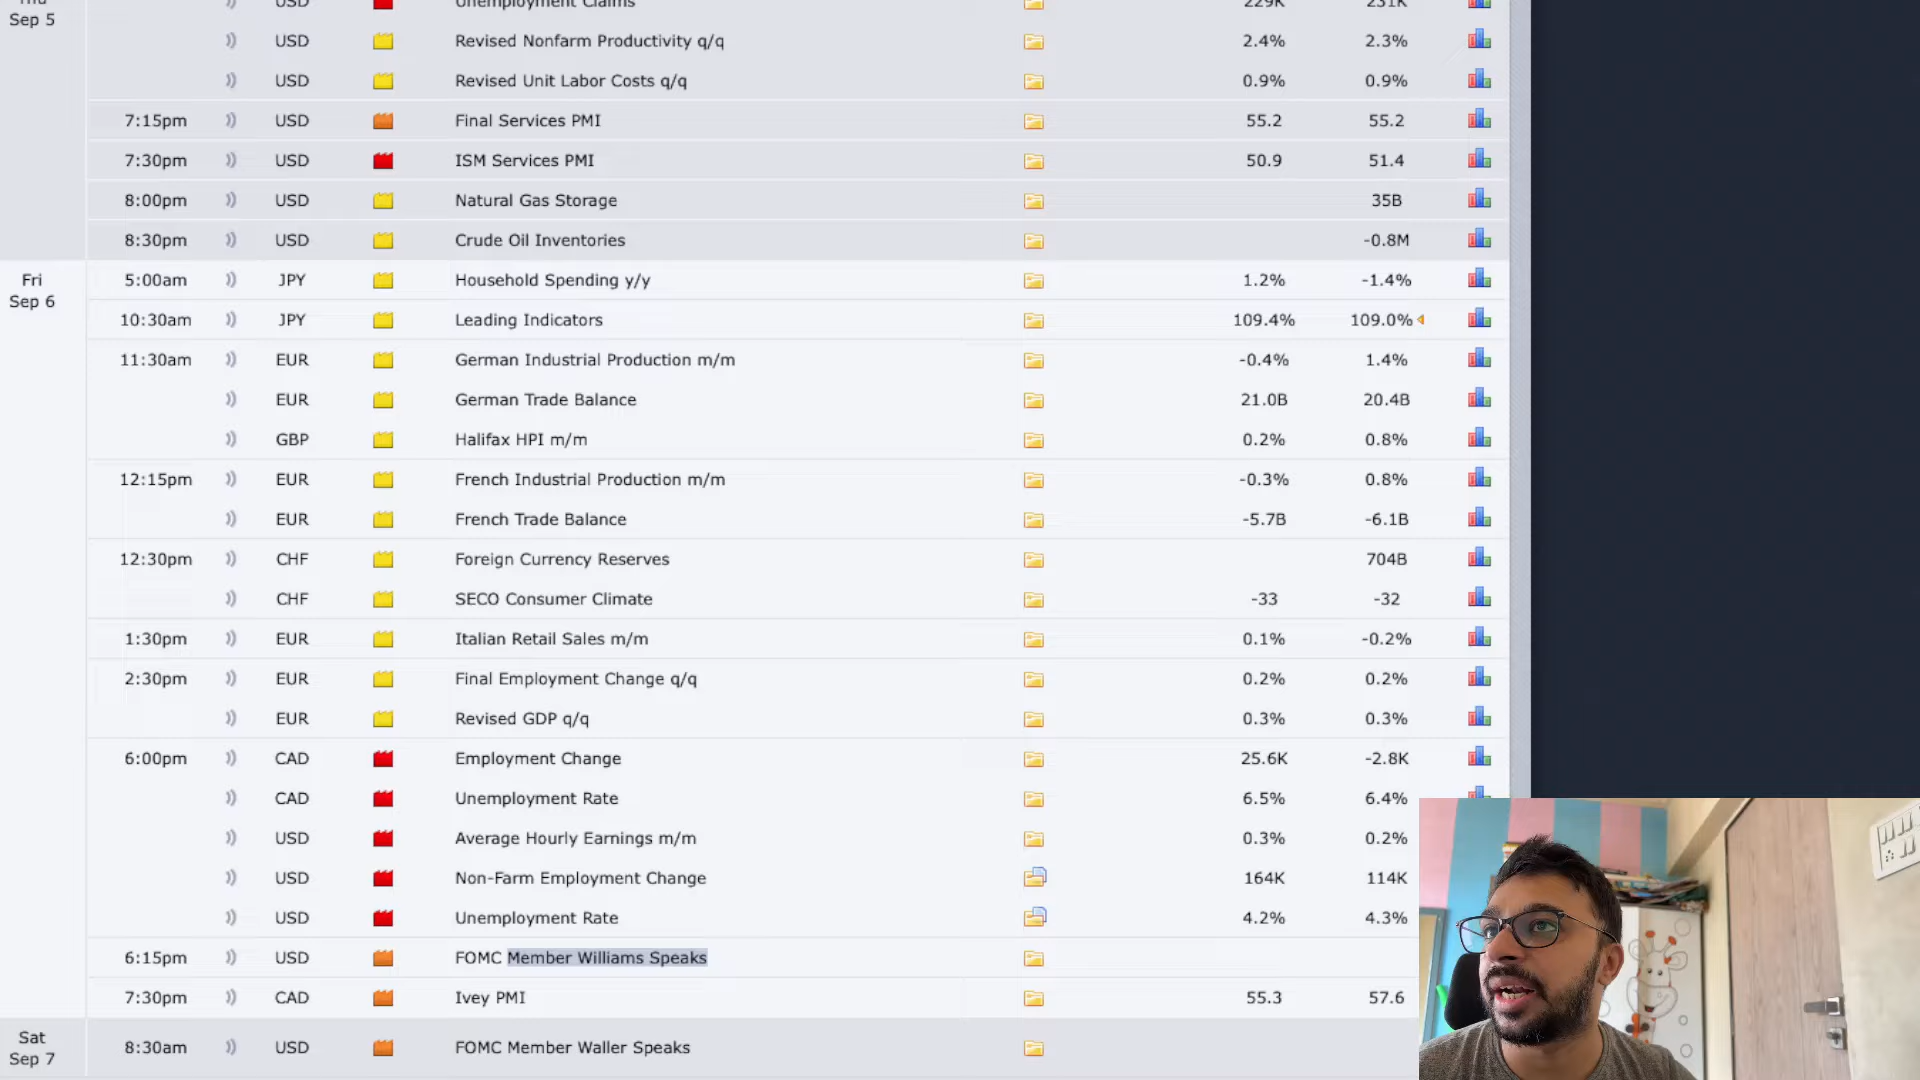 Thu
Sep 5
USD Unemployment Claims 229K 231K
USD Revised Nonfarm Productivity q/q 2.4% 2.3%
USD Revised Unit Labor Costs q/q 0.9% 0.9%
7:15pm USD Final Services PMI 55.2 55.2
7:30pm USD ISM Services PMI 50.9 51.4
8:00pm USD Natural Gas Storage 35B
8:30pm USD Crude Oil Inventories -0.8M
Fri
Sep 6
5:00am JPY Household Spending y/y 1.2% -1.4%
10:30am JPY Leading Indicators 109.4% 109.0%
11:30am EUR German Industrial Production m/m -0.4% 1.4%
EUR German Trade Balance 21.0B 20.4B
GBP Halifax HPI m/m 0.2% 0.8%
12:15pm EUR French Industrial Production m/m -0.3% 0.8%
EUR French Trade Balance -5.7B -6.1B
12:30pm CHF Foreign Currency Reserves 704B
CHF SECO Consumer Climate -33 -32
1:30pm EUR Italian Retail Sales m/m 0.1% -0.2%
2:30pm EUR Final Employment Change q/q 0.2% 0.2%
EUR Revised GDP q/q 0.3% 0.3%
6:00pm CAD Employment Change 25.6K -2.8K
CAD Unemployment Rate 6.5% 6.4%
USD Average Hourly Earnings m/m 0.3% 0.2%
USD Non-Farm Employment Change 164K 114K
USD Unemployment Rate 4.2% 4.3%
6:15pm USD FOMC Member Williams Speaks
7:30pm CAD Ivey PMI 55.3 57.6
Sat
Sep 7
8:30am USD FOMC Member Waller Speaks